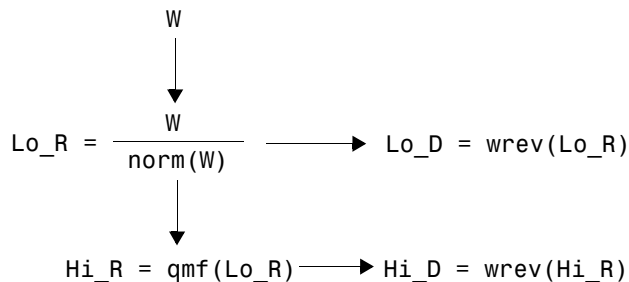 W
Lo_R = W / norm(W) Lo_D = wrev(Lo_R)
Hi_R = qmf(Lo_R) Hi_D = wrev(Hi_R)